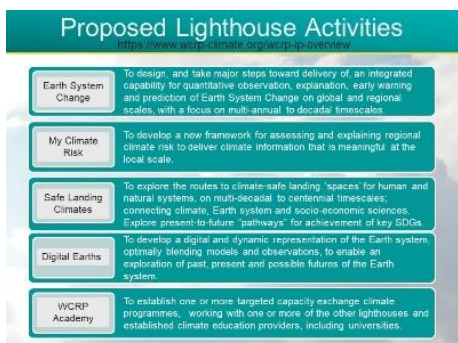 Proposed Lighthouse Activities
https://www.wcrp-climate.org/wcrp-ip-overview
Earth System
Change
To design, and take major steps toward delivery of, an integrated
capability for quantitative observation, explanation, early warning
and prediction of Earth System Change on global and regional
scales, with a focus on multi-annual to decadal timescales.
My Climate
Risk
To develop a new framework for assessing and explaining regional
climate risk to deliver climate information that is meaningful at the
local scale.
Safe Landing
Climates
To explore the routes to climate-safe landing 'spaces' for human and
natural systems, on multi-decadal to centennial timescales;
connecting climate, Earth system and socio-economic sciences.
Explore present-to-future "pathways" for achievement of key SDGs.
Digital Earths
To develop a digital and dynamic representation of the Earth system,
optimally blending models and observations, to enable an
exploration of past, present and possible futures of the Earth
system.
WCRP
Academy
To establish one or more targeted capacity exchange climate
programmes, working with one or more of the other lighthouses and
established climate education providers, including universities.